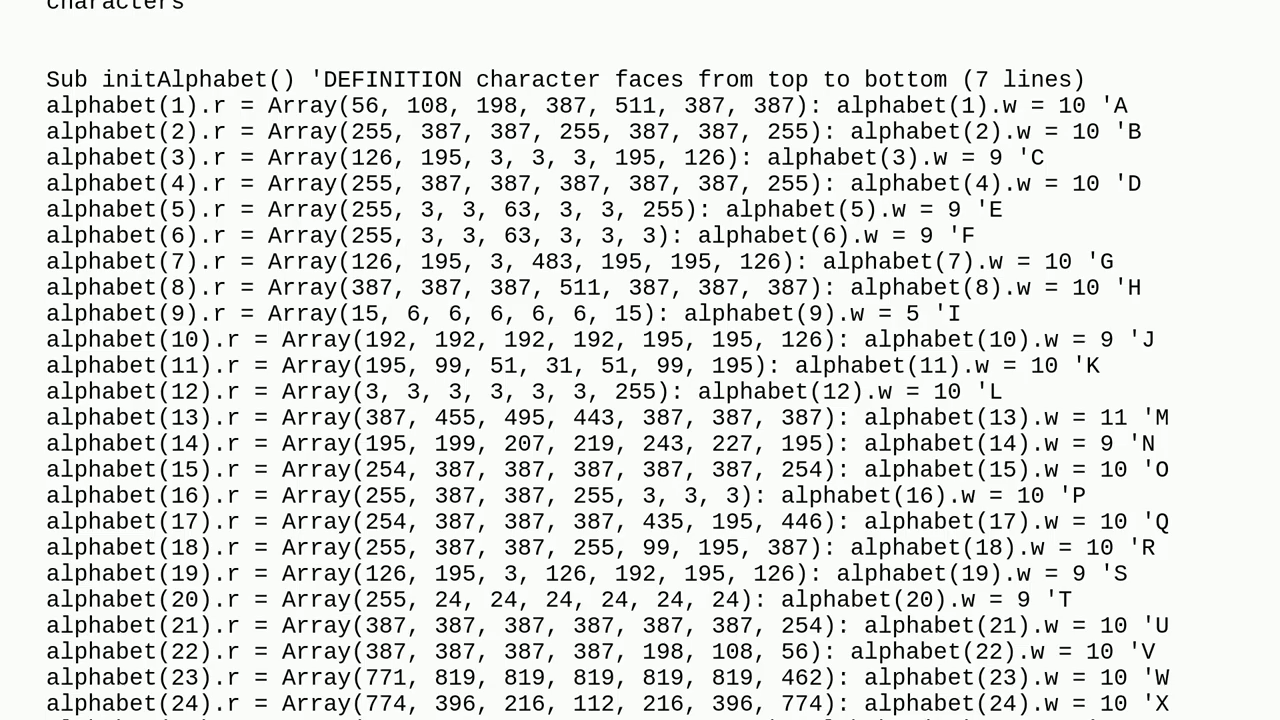 characters
Sub initAlphabet() 'DEFINITION character faces from top to bottom (7 lines)
alphabet(1).r = Array(56, 108, 198, 387, 511, 387, 387): alphabet(1).w = 10 'A
alphabet(2).r = Array(255, 387, 387, 255, 387, 387, 255): alphabet(2).w = 10 'B
alphabet(3).r = Array(126, 195, 3, 3, 3, 195, 126): alphabet(3).w = 9 'C
alphabet(4).r = Array(255, 387, 387, 387, 387, 387, 255): alphabet(4).w = 10 'D
alphabet(5).r = Array(255, 3, 3, 63, 3, 3, 255): alphabet(5).w = 9 'E
alphabet(6).r = Array(255, 3, 3, 63, 3, 3, 3): alphabet(6).w = 9 'F
alphabet(7).r = Array(126, 195, 3, 483, 195, 195, 126): alphabet(7).w = 10 'G
alphabet(8).r = Array(387, 387, 387, 511, 387, 387, 387): alphabet(8).w = 10 'H
alphabet(9).r = Array(15, 6, 6, 6, 6, 6, 15): alphabet(9).w = 5 'I
alphabet(10).r = Array(192, 192, 192, 192, 195, 195, 126): alphabet(10).w = 9 'J
alphabet(11).r = Array(195, 99, 51, 31, 51, 99, 195): alphabet(11).w = 10 'K
alphabet(12).r = Array(3, 3, 3, 3, 3, 3, 255): alphabet(12).w = 10 'L
alphabet(13).r = Array(387, 455, 495, 443, 387, 387, 387): alphabet(13).w = 11 'M
alphabet(14).r = Array(195, 199, 207, 219, 243, 227, 195): alphabet(14).w = 9 'N
alphabet(15).r = Array(254, 387, 387, 387, 387, 387, 254): alphabet(15).w = 10 'O
alphabet(16).r = Array(255, 387, 387, 255, 3, 3, 3): alphabet(16).w = 10 'P
alphabet(17).r = Array(254, 387, 387, 387, 435, 195, 446): alphabet(17).w = 10 'Q
alphabet(18).r = Array(255, 387, 387, 255, 99, 195, 387): alphabet(18).w = 10 'R
alphabet(19).r = Array(126, 195, 3, 126, 192, 195, 126): alphabet(19).w = 9 'S
alphabet(20).r = Array(255, 24, 24, 24, 24, 24, 24): alphabet(20).w = 9 'T
alphabet(21).r = Array(387, 387, 387, 387, 387, 387, 254): alphabet(21).w = 10 'U
alphabet(22).r = Array(387, 387, 387, 387, 198, 108, 56): alphabet(22).w = 10 'V
alphabet(23).r = Array(771, 819, 819, 819, 819, 819, 462): alphabet(23).w = 10 'W
alphabet(24).r = Array(774, 396, 216, 112, 216, 396, 774): alphabet(24).w = 10 'X